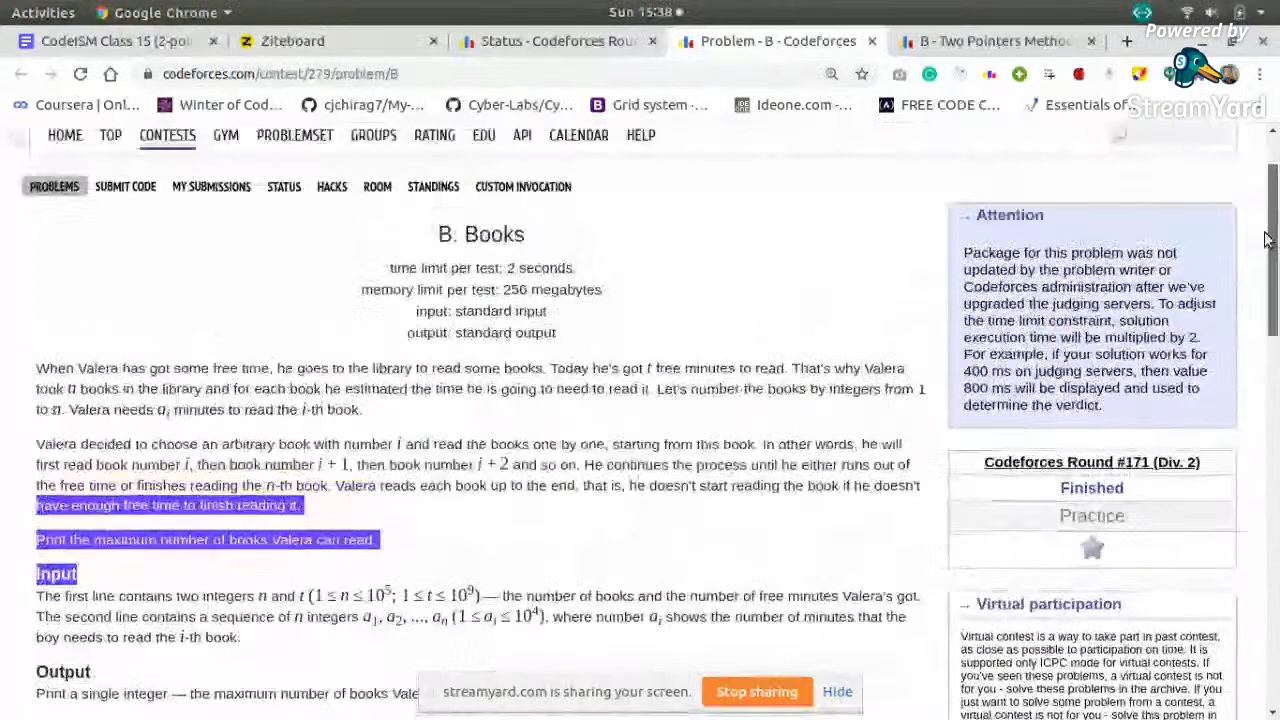 Activities Google Chrome Sun 15:38
Powered by
CodeISM Class 15 (2-poi
Ziteboard
Status - Codeforces Rou
Problem - B - Codeforces
B - Two Pointers Metho
codeforces.com/contest/279/problem/B
StreamYard
Coursera | Onl...
Winter of Cod...
cjchirag7/My-...
Cyber-Labs/Cy...
Grid system -...
Ideone.com -...
FREE CODE C...
Essentials of
HOME TOP CONTESTS GYM PROBLEMSET GROUPS RATING EDU API CALENDAR HELP
PROBLEMS SUBMIT CODE MY SUBMISSIONS STATUS HACKS ROOM STANDINGS CUSTOM INVOCATION
B. Books
time limit per test: 2 seconds
memory limit per test: 256 megabytes
input: standard input
output: standard output
When Valera has got some free time, he goes to the library to read some books. Today he's got t free minutes to read. That's why Valera
took n books in the library and for each book he estimated the time he is going to need to read it. Let's number the books by integers from 1
to n. Valera needs aᵢ minutes to read the i-th book.
Valera decided to choose an arbitrary book with number i and read the books one by one, starting from this book. In other words, he will
first read book number i, then book number i + 1, then book number i + 2 and so on. He continues the process until he either runs out of
the free time or finishes reading the n-th book. Valera reads each book up to the end, that is, he doesn't start reading the book if he doesn't
have enough free time to finish reading it.
Print the maximum number of books Valera can read.
Input
The first line contains two integers n and t (1 ≤ n ≤ 10⁵; 1 ≤ t ≤ 10⁹) — the number of books and the number of free minutes Valera's got.
The second line contains a sequence of n integers a₁, a₂, ..., aₙ (1 ≤ aᵢ ≤ 10⁴), where number aᵢ shows the number of minutes that the
boy needs to read the i-th book.
Output
Print a single integer — the maximum number of books Vale
→ Attention
Package for this problem was not
updated by the problem writer or
Codeforces administration after we've
upgraded the judging servers. To adjust
the time limit constraint, solution
execution time will be multiplied by 2.
For example, if your solution works for
400 ms on judging servers, then value
800 ms will be displayed and used to
determine the verdict.
Codeforces Round #171 (Div. 2)
Finished
Practice
→ Virtual participation
Virtual contest is a way to take part in past contest,
as close as possible to participation on time. It is
supported only ICPC mode for virtual contests. If
you've seen these problems, a virtual contest is not
for you - solve these problems in the archive. If you
just want to solve some problem from a contest, a
virtual contest is not for you - solve this problem in
streamyard.com is sharing your screen.
Stop sharing
Hide